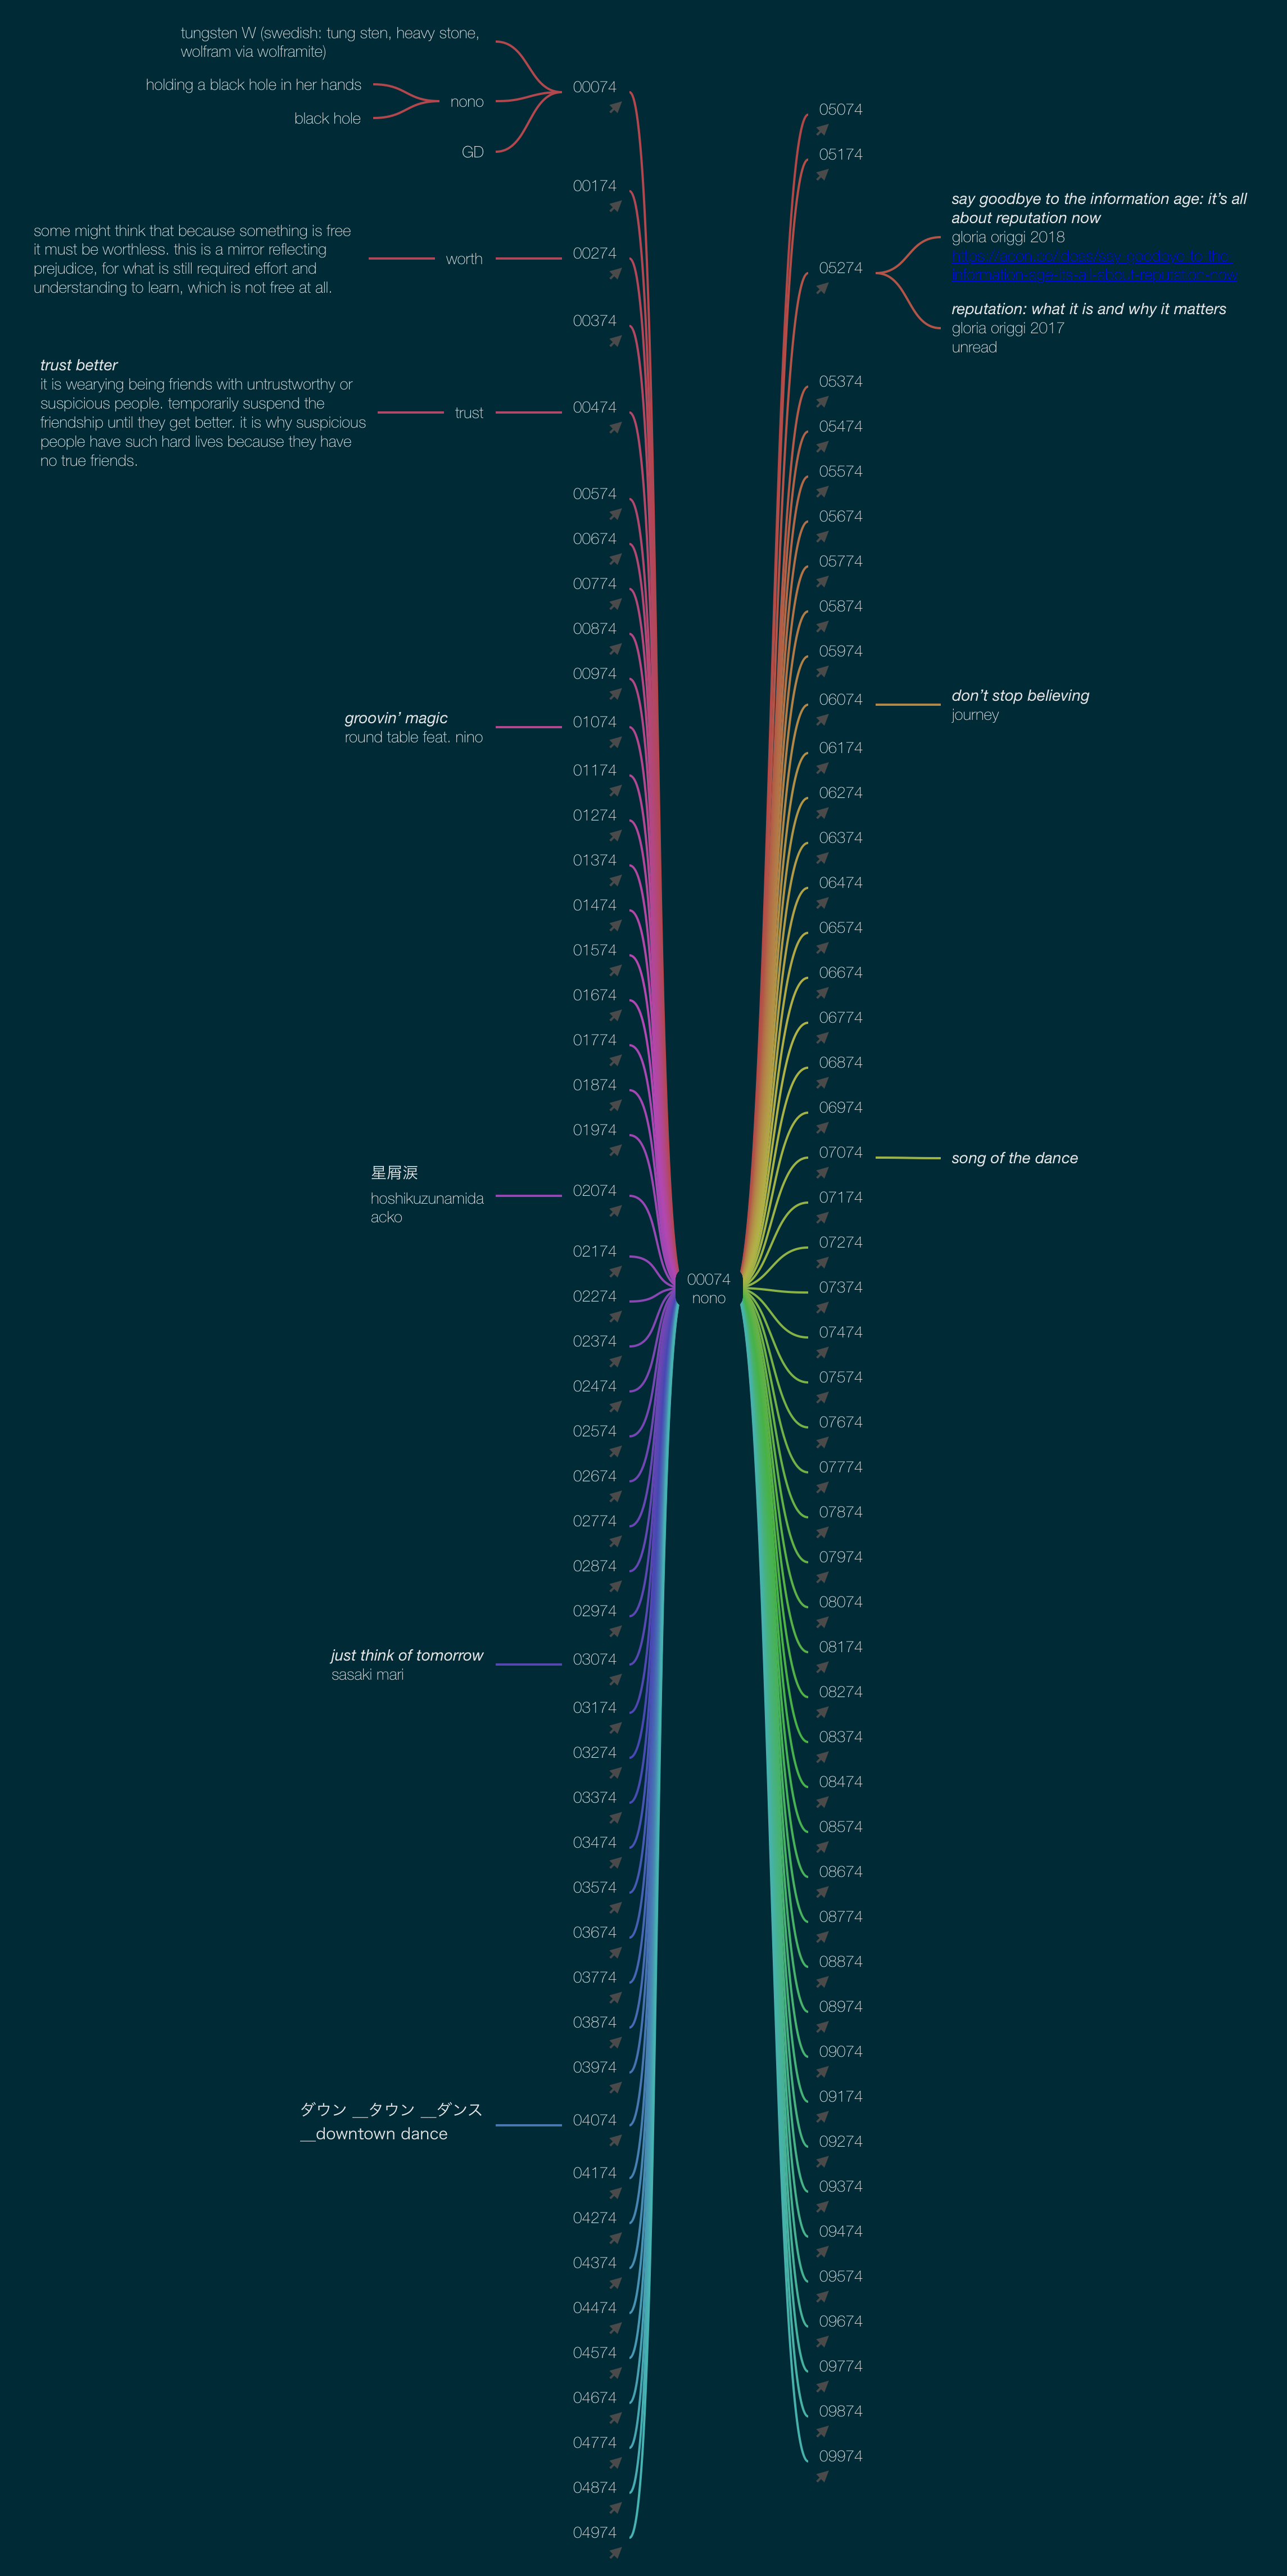 tungsten W (swedish: tung sten, heavy stone,
wolfram via wolframite)
holding a black hole in her hands
black hole
nono
GD
00074
00174
some might think that because something is free
it must be worthless. this is a mirror reflecting
prejudice, for what is still required effort and
understanding to learn, which is not free at all.
worth
00274
00374
trust better
it is wearying being friends with untrustworthy or
suspicious people. temporarily suspend the
friendship until they get better. it is why suspicious
people have such hard lives because they have
no true friends.
trust
00474
00574
00674
00774
00874
00974
groovin’ magic
round table feat. nino
01074
01174
01274
01374
01474
01574
01674
01774
01874
01974
星屑涙
hoshikuzunamida
acko
02074
02174
02274
02374
02474
02574
02674
02774
02874
02974
just think of tomorrow
sasaki mari
03074
03174
03274
03374
03474
03574
03674
03774
03874
03974
ダウン __タウン __ダンス
__downtown dance
04074
04174
04274
04374
04474
04574
04674
04774
04874
04974
00074
nono
05074
05174
05274
say goodbye to the information age: it’s all
about reputation now
gloria origgi 2018
reputation: what it is and why it matters
gloria origgi 2017
unread
05374
05474
05574
05674
05774
05874
05974
06074
don’t stop believing
journey
06174
06274
06374
06474
06574
06674
06774
06874
06974
07074
song of the dance
07174
07274
07374
07474
07574
07674
07774
07874
07974
08074
08174
08274
08374
08474
08574
08674
08774
08874
08974
09074
09174
09274
09374
09474
09574
09674
09774
09874
09974